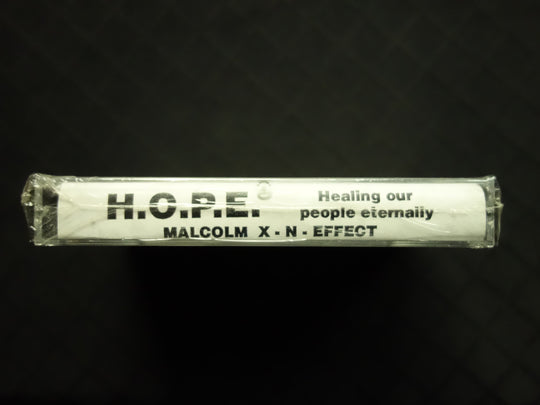 H.O.P.E.
Healing our
people eternally
MALCOLM X - N - EFFECT